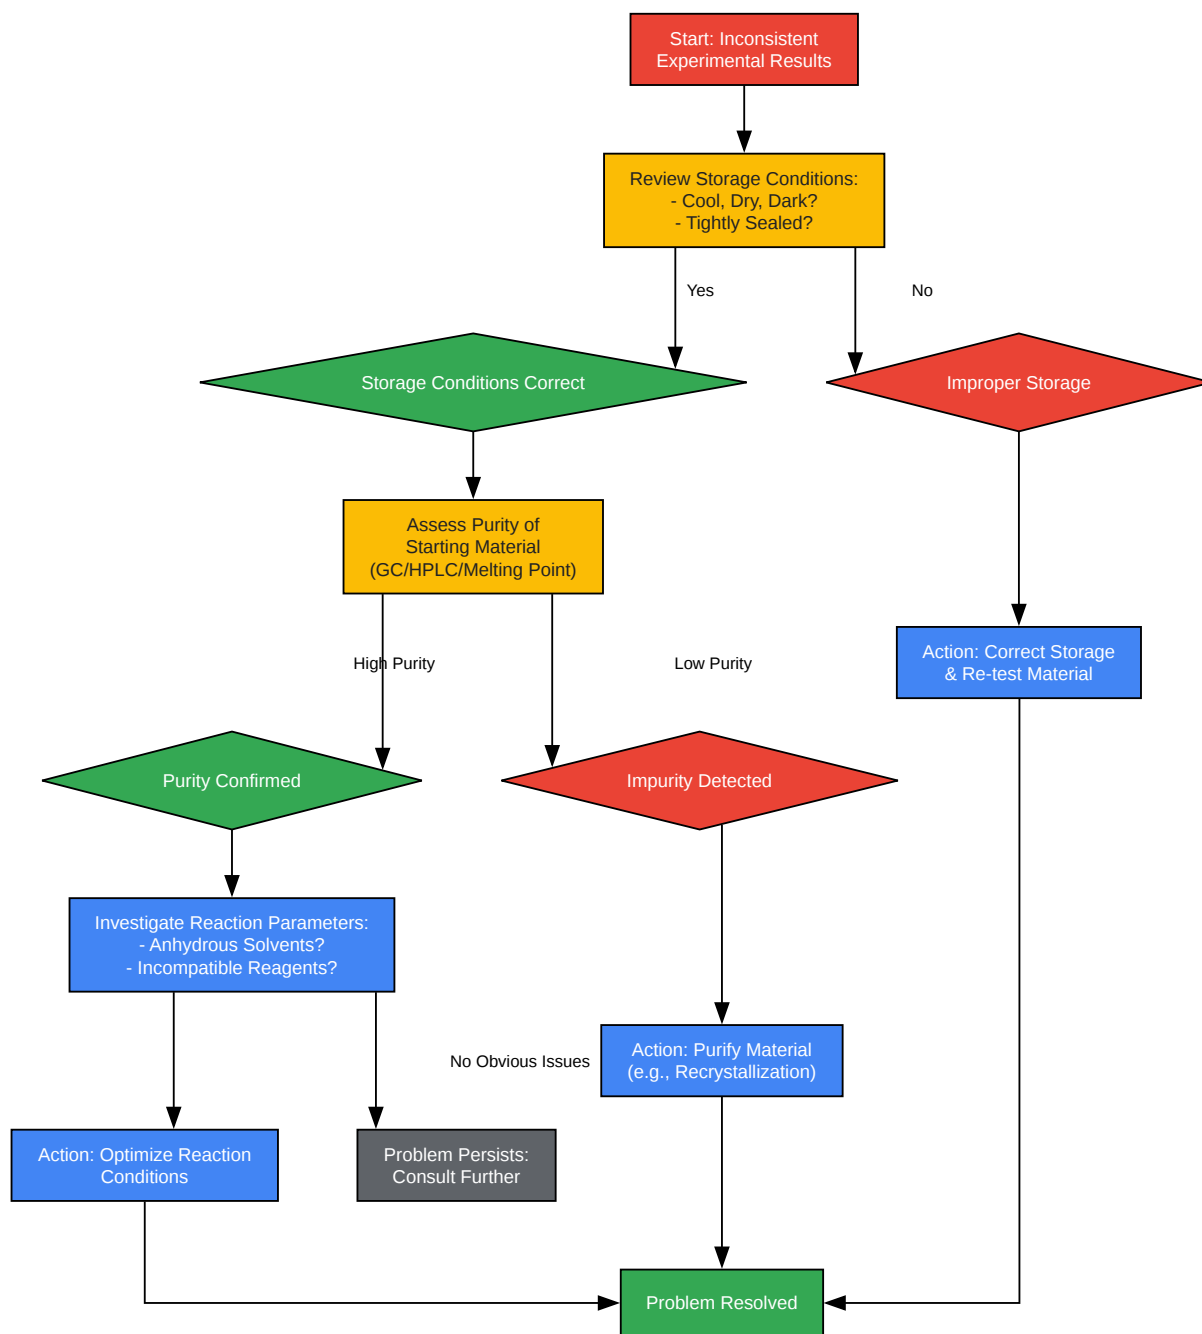 Start: Inconsistent
Experimental Results
Review Storage Conditions:
- Cool, Dry, Dark?
- Tightly Sealed?
Yes
No
Storage Conditions Correct
Improper Storage
Assess Purity of
Starting Material
(GC/HPLC/Melting Point)
High Purity
Low Purity
Action: Correct Storage
& Re-test Material
Purity Confirmed
Impurity Detected
Investigate Reaction Parameters:
- Anhydrous Solvents?
- Incompatible Reagents?
No Obvious Issues
Action: Purify Material
(e.g., Recrystallization)
Action: Optimize Reaction
Conditions
Problem Persists:
Consult Further
Problem Resolved